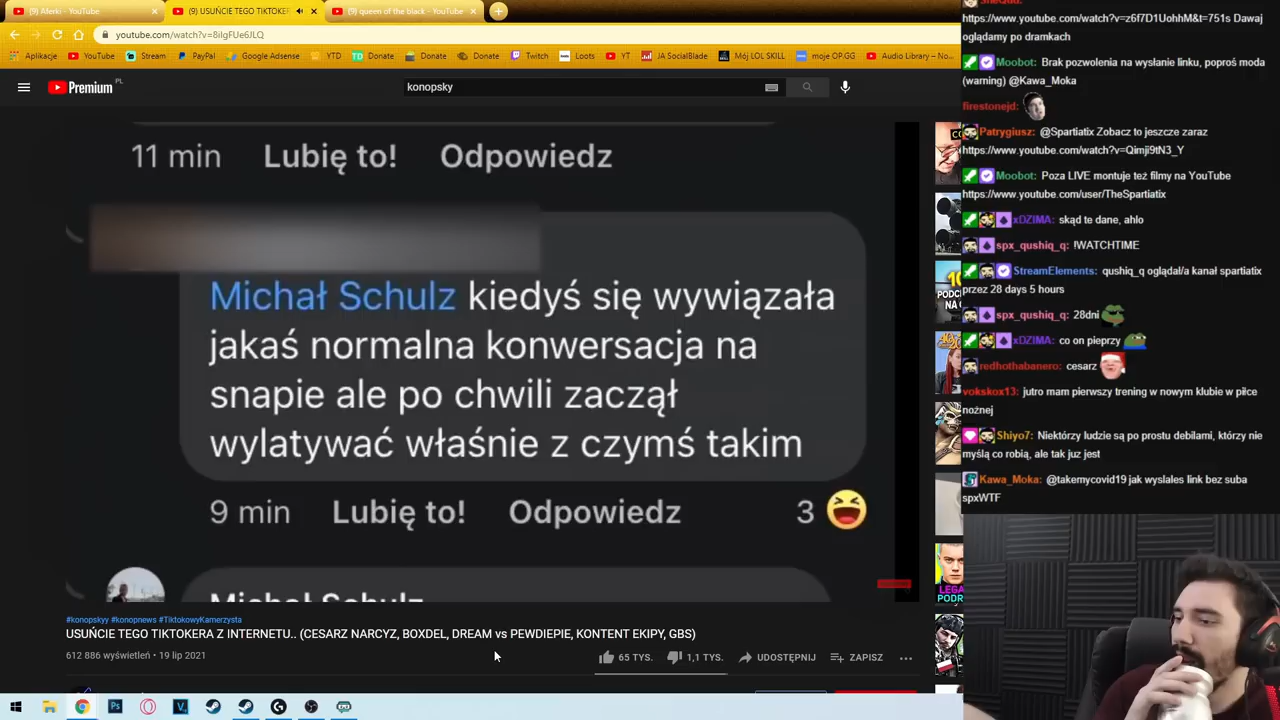 (9) Alerki - YouTube
(9) USUŃCIE TEGO TIKTOKER
(9) queen of the black - YouTube
youtube.com/watch?v=8iIgFUe6JLQ
Aplikacje
YouTube
Stream
PayPal
Google Adsense
YTD
Donate
Donate
Donate
Twitch
Loots
YT
JA SocialBlade
Mój LOL SKILL
moje OP.GG
Audio Library – No...
Premium PL
konopsky
11 min Lubię to! Odpowiedz
Michał Schulz kiedyś się wywiązała
jakaś normalna konwersacja na
snapie ale po chwili zaczął
wylatywać właśnie z czymś takim
9 min Lubię to! Odpowiedz 3
Michał Schulz
#konopskyy #konopnews #TiktokowyKamerzysta
USUŃCIE TEGO TIKTOKERA Z INTERNETU.. (CESARZ NARCYZ, BOXDEL, DREAM vs PEWDIEPIE, KONTENT EKIPY, GBS)
612 886 wyświetleń • 19 lip 2021
65 TYS.
1,1 TYS.
UDOSTĘPNIJ
ZAPISZ
https://www.youtube.com/watch?v=z6f7D1UohhM&t=751s Dawaj
oglądamy po dramkach
Moobot: Brak pozwolenia na wysłanie linku, poproś moda
(warning) @Kawa_Moka
firestonejd:
Patrygiusz: @Spartiatix Zobacz to jeszcze zaraz
https://www.youtube.com/watch?v=Qimji9tN3_Y
Moobot: Poza LIVE montuje też filmy na YouTube
https://www.youtube.com/user/TheSpartiatix
xDZIMA: skąd te dane, ahlo
spx_qushiq_q: !WATCHTIME
StreamElements: qushiq_q oglądał/a kanał spartiatix
przez 28 days 5 hours
spx_qushiq_q: 28dni
xDZIMA: co on pieprzy
redhothabanero: cesarz
vokskox13: jutro mam pierwszy trening w nowym klubie w piłce
nożnej
Shiyo7: Niektórzy ludzie są po prostu debilami, którzy nie
myślą co robią, ale tak juz jest
Kawa_Moka: @takemycovid19 jak wyslales link bez suba
spxWTF